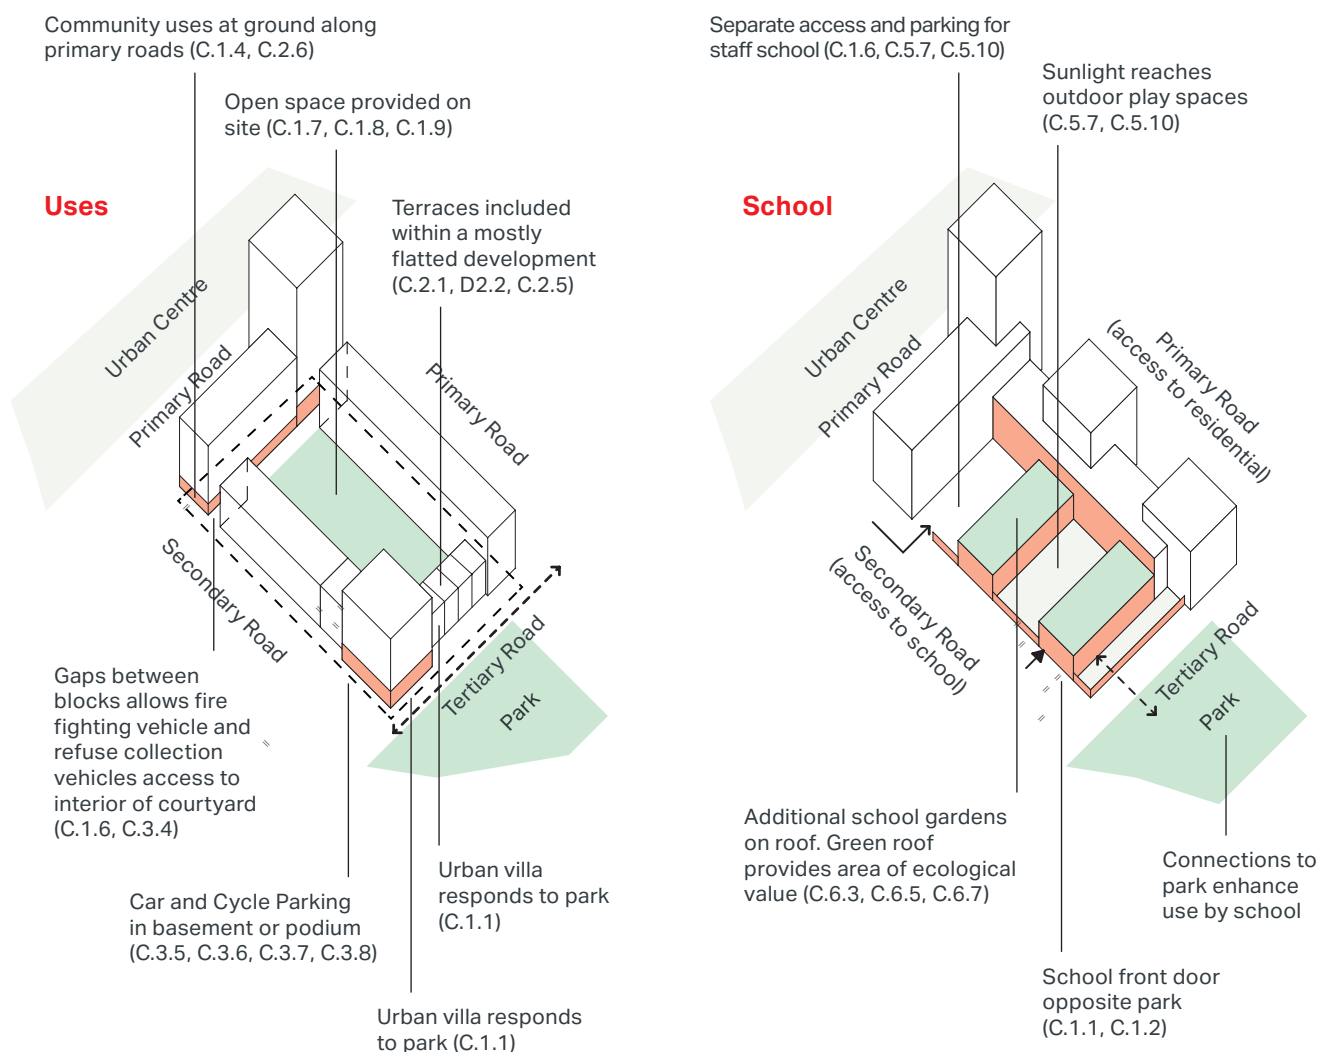 Community uses at ground along
primary roads (C.1.4, C.2.6)
Open space provided on
site (C.1.7, C.1.8, C.1.9)
Uses
Terraces included
within a mostly
flatted development
(C.2.1, D2.2, C.2.5)
Urban Centre
Primary Road
Primary Road
Secondary Road
Tertiary Road
Park
Gaps between
blocks allows fire
fighting vehicle and
refuse collection
vehicles access to
interior of courtyard
(C.1.6, C.3.4)
Car and Cycle Parking
in basement or podium
(C.3.5, C.3.6, C.3.7, C.3.8)
Urban villa
responds to park
(C.1.1)
Urban villa responds
to park (C.1.1)
Separate access and parking for
staff school (C.1.6, C.5.7, C.5.10)
Sunlight reaches
outdoor play spaces
(C.5.7, C.5.10)
School
Urban Centre
Primary Road
Primary Road
(access to residential)
Secondary Road
(access to school)
Tertiary Road
Park
Additional school gardens
on roof. Green roof
provides area of ecological
value (C.6.3, C.6.5, C.6.7)
Connections to
park enhance
use by school
School front door
opposite park
(C.1.1, C.1.2)